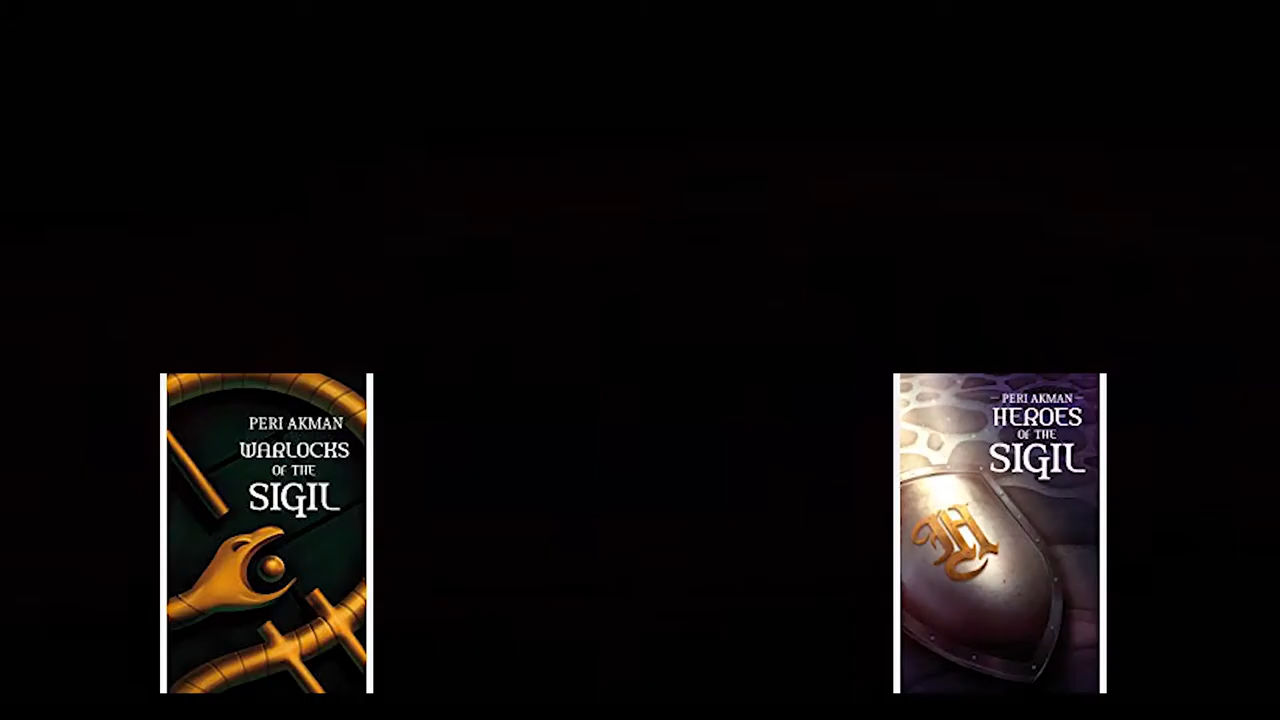 PERI AKMAN
WARLOCKS
OF THE
SIGIL
PERI AKMAN
HEROES
OF THE
SIGIL
H